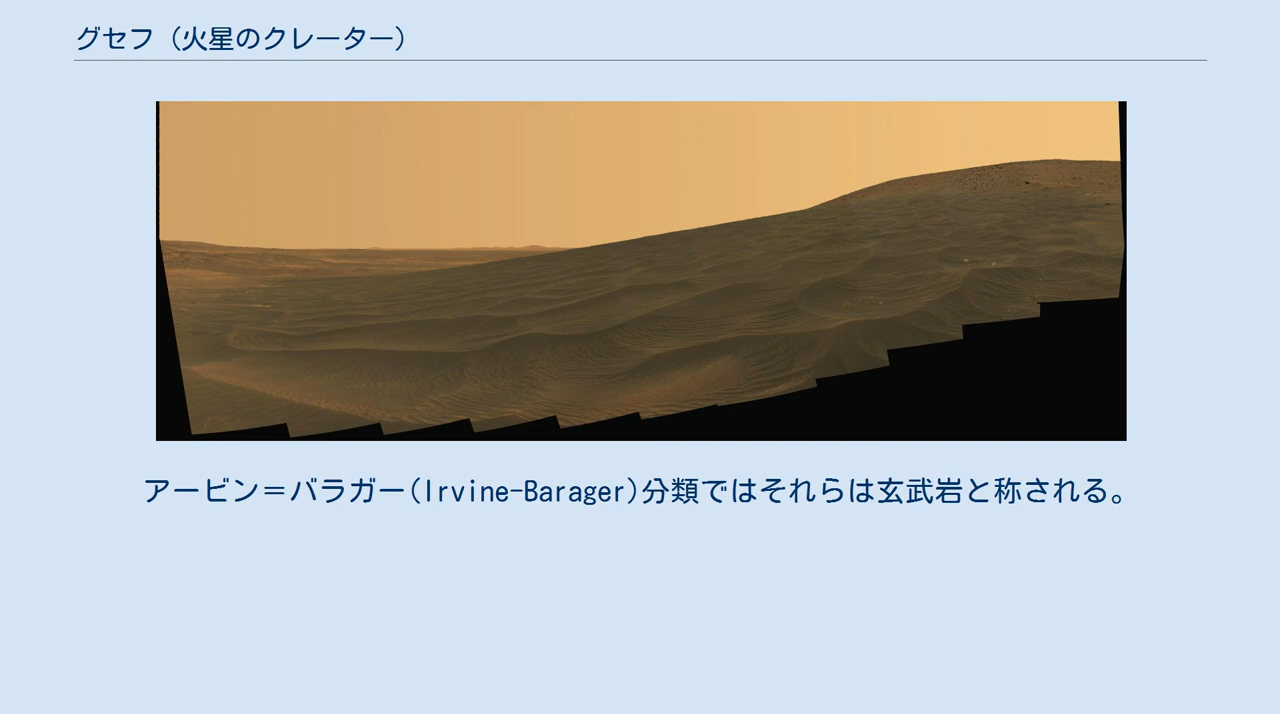 グセフ（火星のクレーター）
アービン＝バラガー(Irvine-Barager)分類ではそれらは玄武岩と称される。